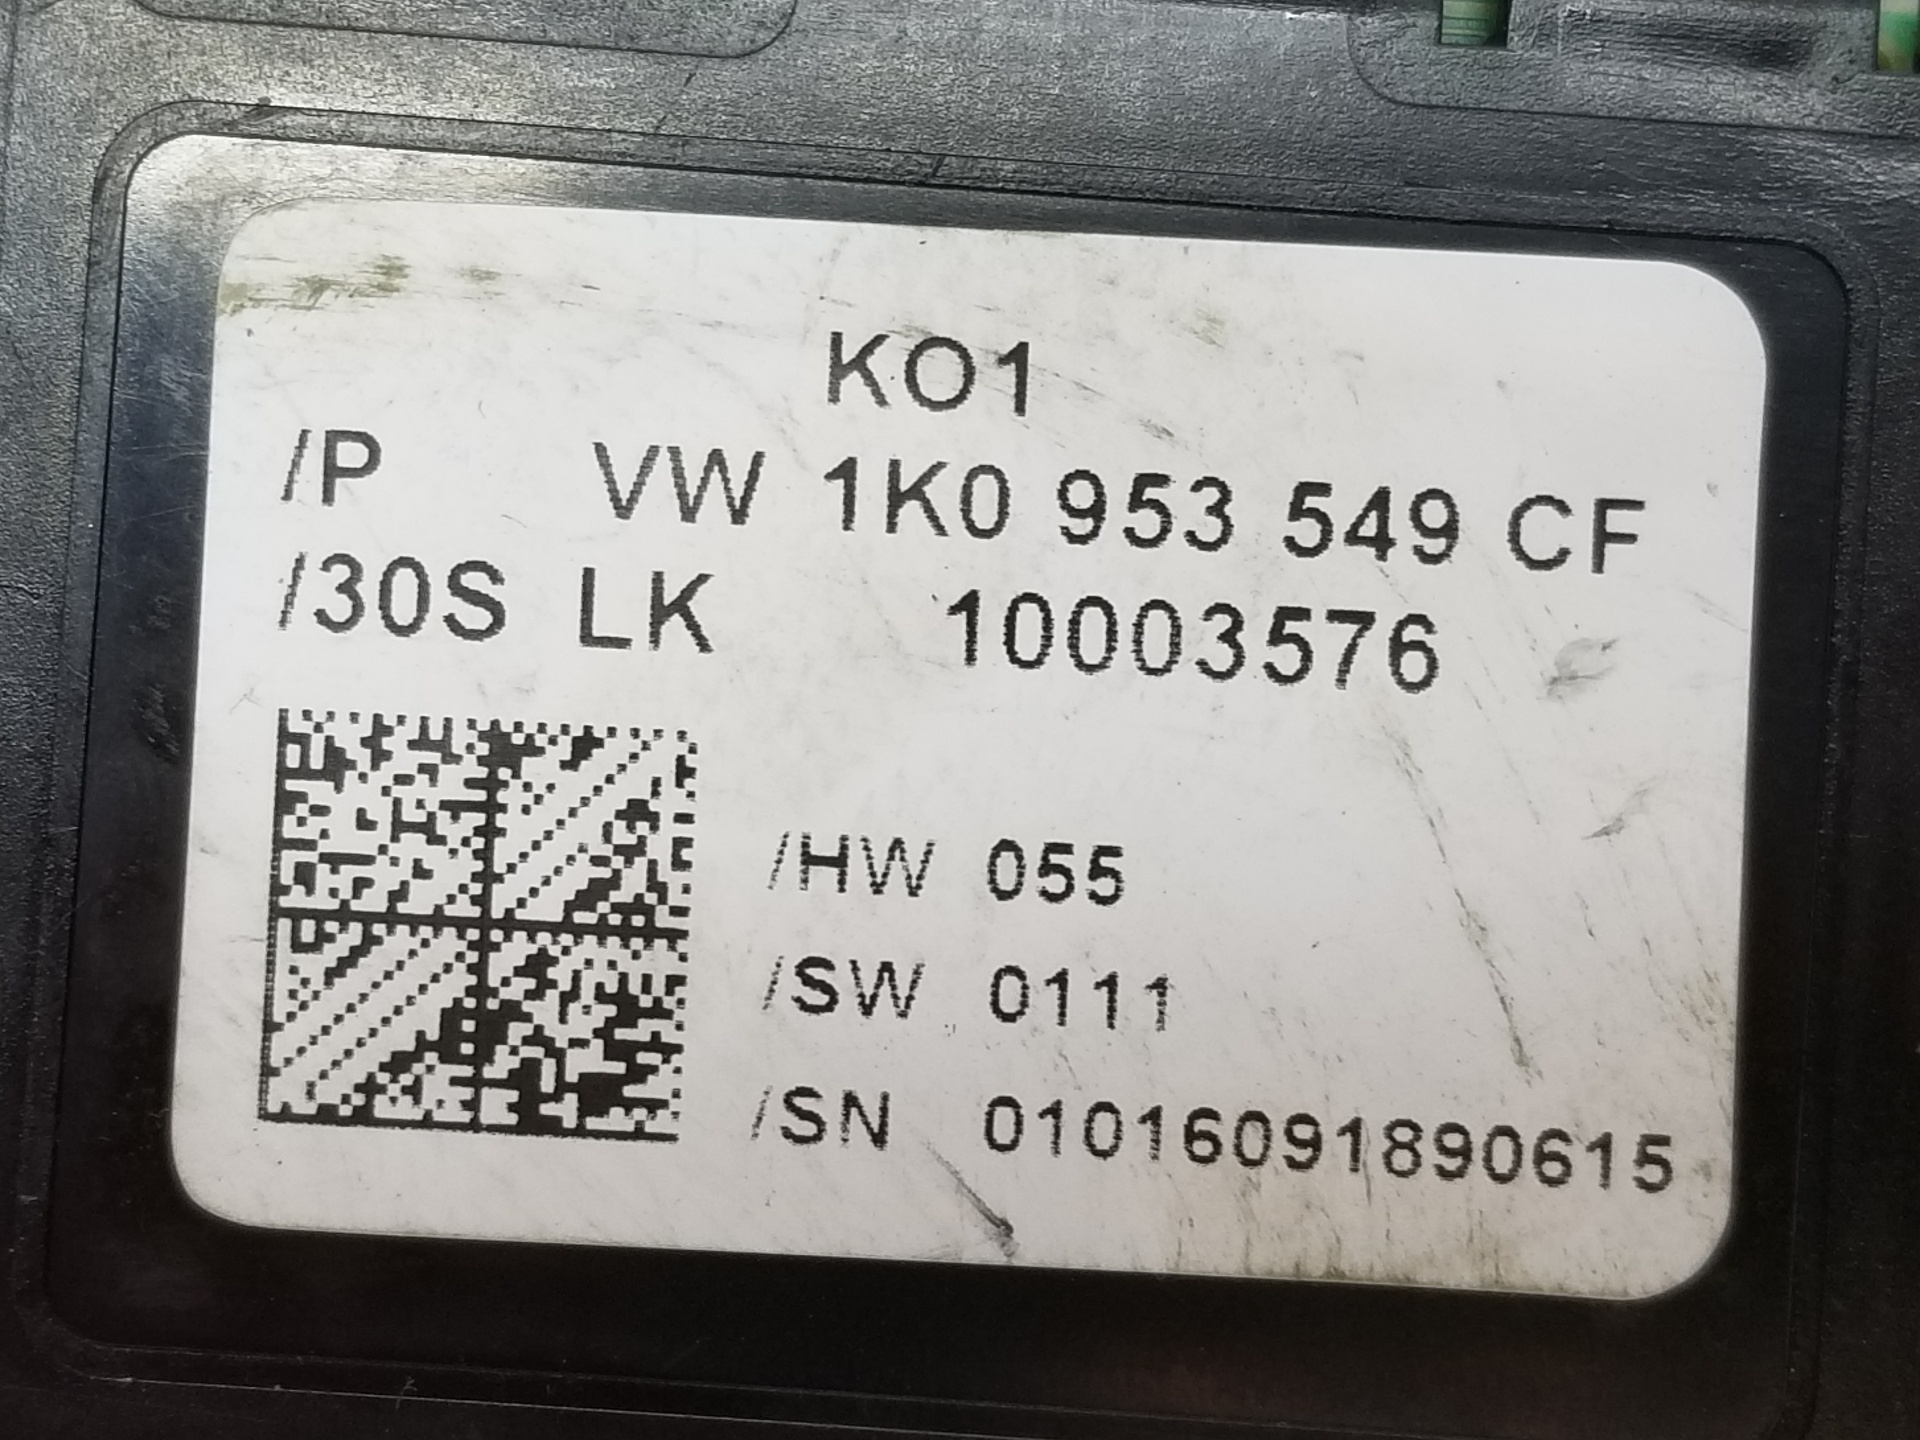 KO1
/P VW 1K0 953 549 CF
/30S LK 10003576
/HW 055
/SW 0111
/SN 01016091890615